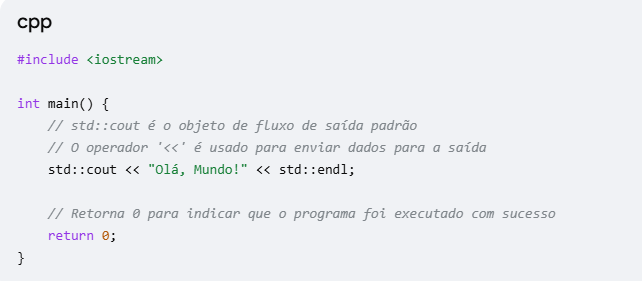 cpp
#include <iostream>
int main() {
// std::cout é o objeto de fluxo de saída padrão
// O operador '<<' é usado para enviar dados para a saída
std::cout << "Olá, Mundo!" << std::endl;
// Retorna 0 para indicar que o programa foi executado com sucesso
return 0;
}